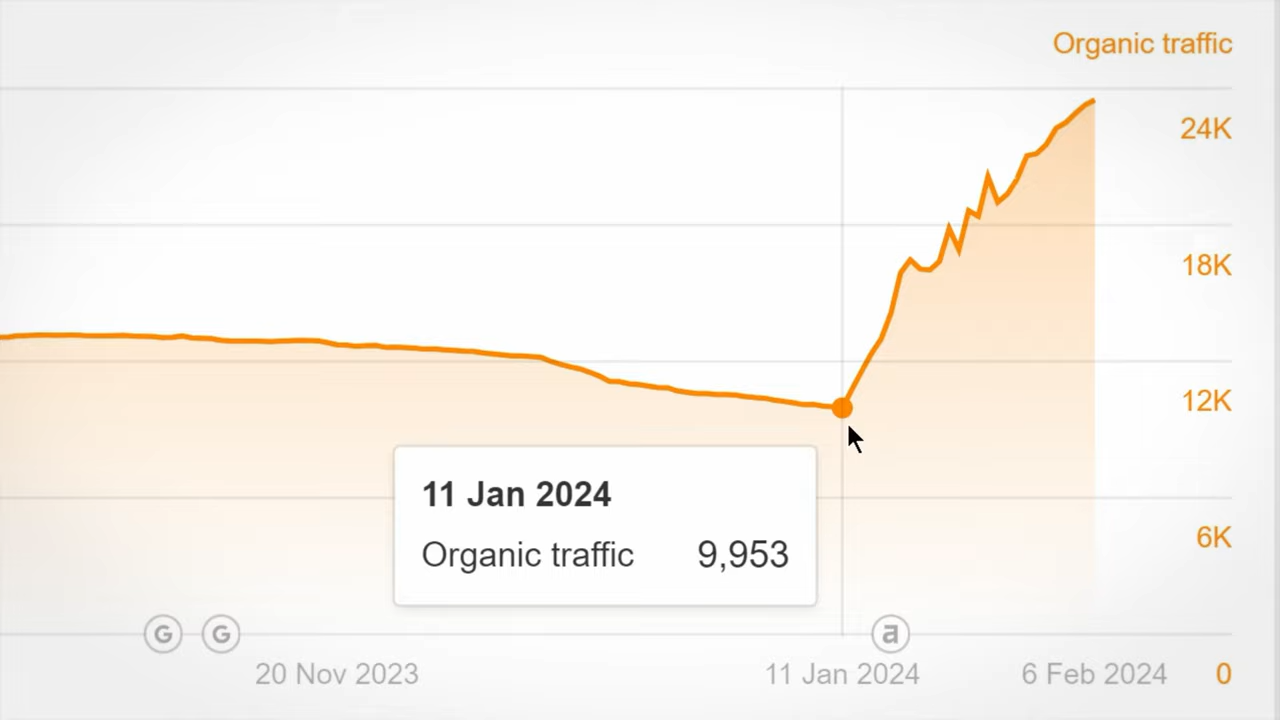 Organic traffic
24K
18K
12K
11 Jan 2024
Organic traffic 9,953
6K
G G a
20 Nov 2023 11 Jan 2024 6 Feb 2024 0